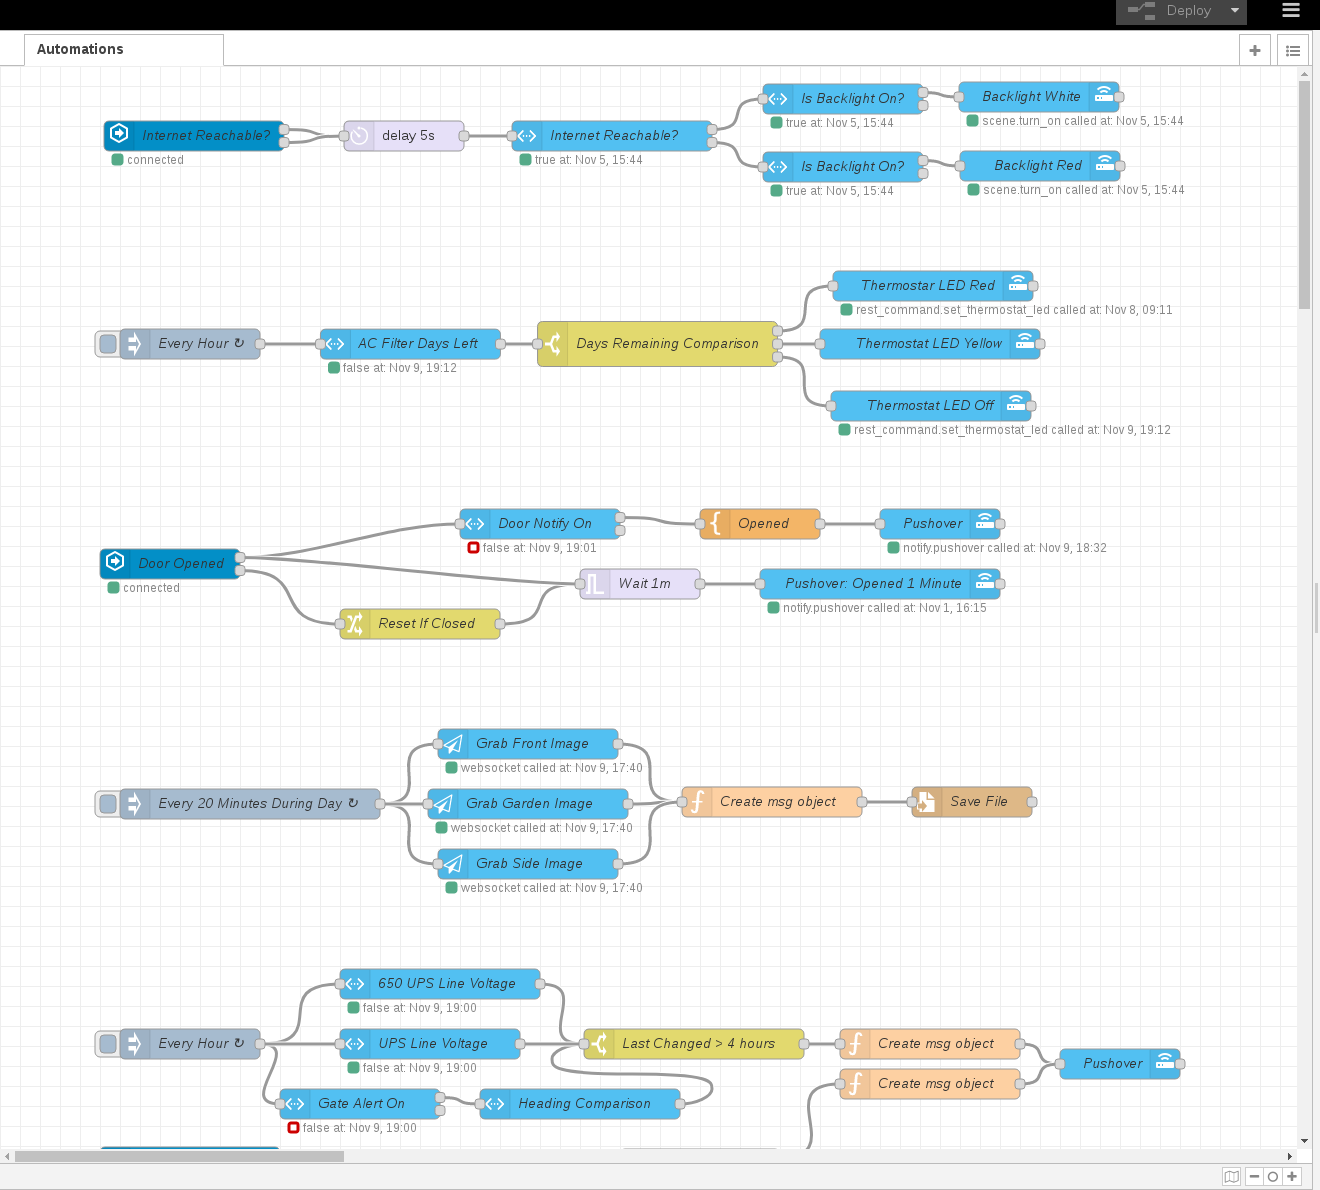 Deploy
Automations
Internet Reachable?
connected
delay 5s
Internet Reachable?
true at: Nov 5, 15:44
Is Backlight On?
true at: Nov 5, 15:44
Backlight White
scene.turn_on called at: Nov 5, 15:44
Is Backlight On?
true at: Nov 5, 15:44
Backlight Red
scene.turn_on called at: Nov 5, 15:44
Every Hour ↻
AC Filter Days Left
false at: Nov 9, 19:12
Days Remaining Comparison
Thermostar LED Red
rest_command.set_thermostat_led called at: Nov 8, 09:11
Thermostat LED Yellow
Thermostat LED Off
rest_command.set_thermostat_led called at: Nov 9, 19:12
Door Opened
connected
Door Notify On
false at: Nov 9, 19:01
Opened
Pushover
notify.pushover called at: Nov 9, 18:32
Wait 1m
Pushover: Opened 1 Minute
notify.pushover called at: Nov 1, 16:15
Reset If Closed
Every 20 Minutes During Day ↻
Grab Front Image
websocket called at: Nov 9, 17:40
Grab Garden Image
websocket called at: Nov 9, 17:40
Grab Side Image
websocket called at: Nov 9, 17:40
Create msg object
Save File
Every Hour ↻
650 UPS Line Voltage
false at: Nov 9, 19:00
UPS Line Voltage
false at: Nov 9, 19:00
Gate Alert On
false at: Nov 9, 19:00
Heading Comparison
Last Changed > 4 hours
Create msg object
Create msg object
Pushover